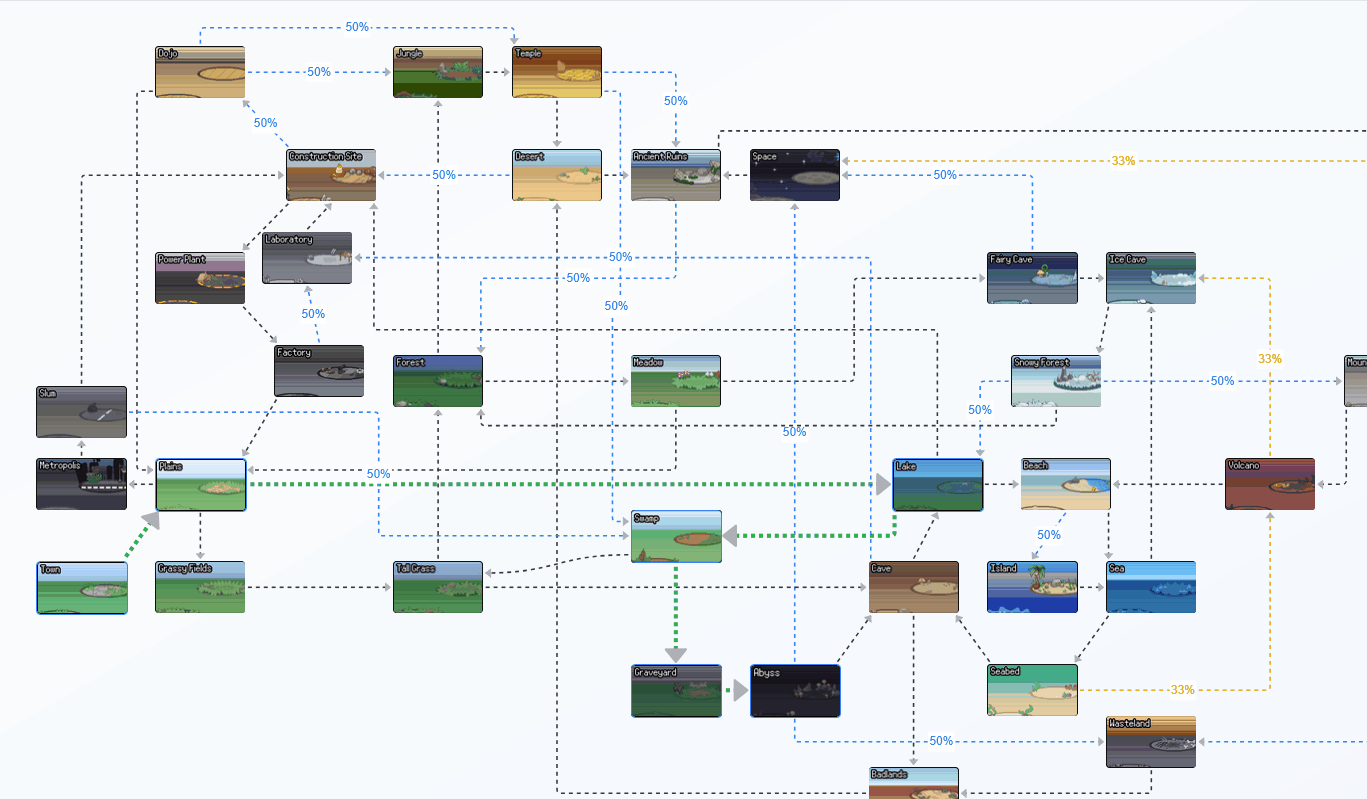 50%
Dojo
Jungle
Temple
50%
50%
50%
Construction Site
Desert
Ancient Ruins
Space
33%
50%
50%
Laboratory
Power Plant
50%
Fairy Cave
Ice Cave
50%
50%
50%
Factory
Forest
Meadow
Snowy Forest
33%
Moun
50%
Slum
50%
50%
Metropolis
Plains
50%
Lake
Beach
Volcano
Swamp
50%
Town
Grassy Fields
Tall Grass
Cave
Island
Sea
Graveyard
Abyss
Seabed
33%
Wasteland
50%
Badlands